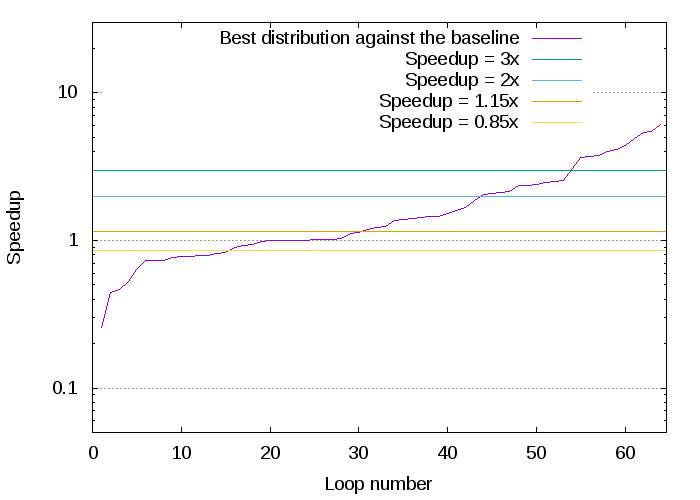 Best distribution against the baseline
Speedup = 3x
Speedup = 2x
Speedup = 1.15x
Speedup = 0.85x
10
1
0.1
Speedup
0 10 20 30 40 50 60
Loop number